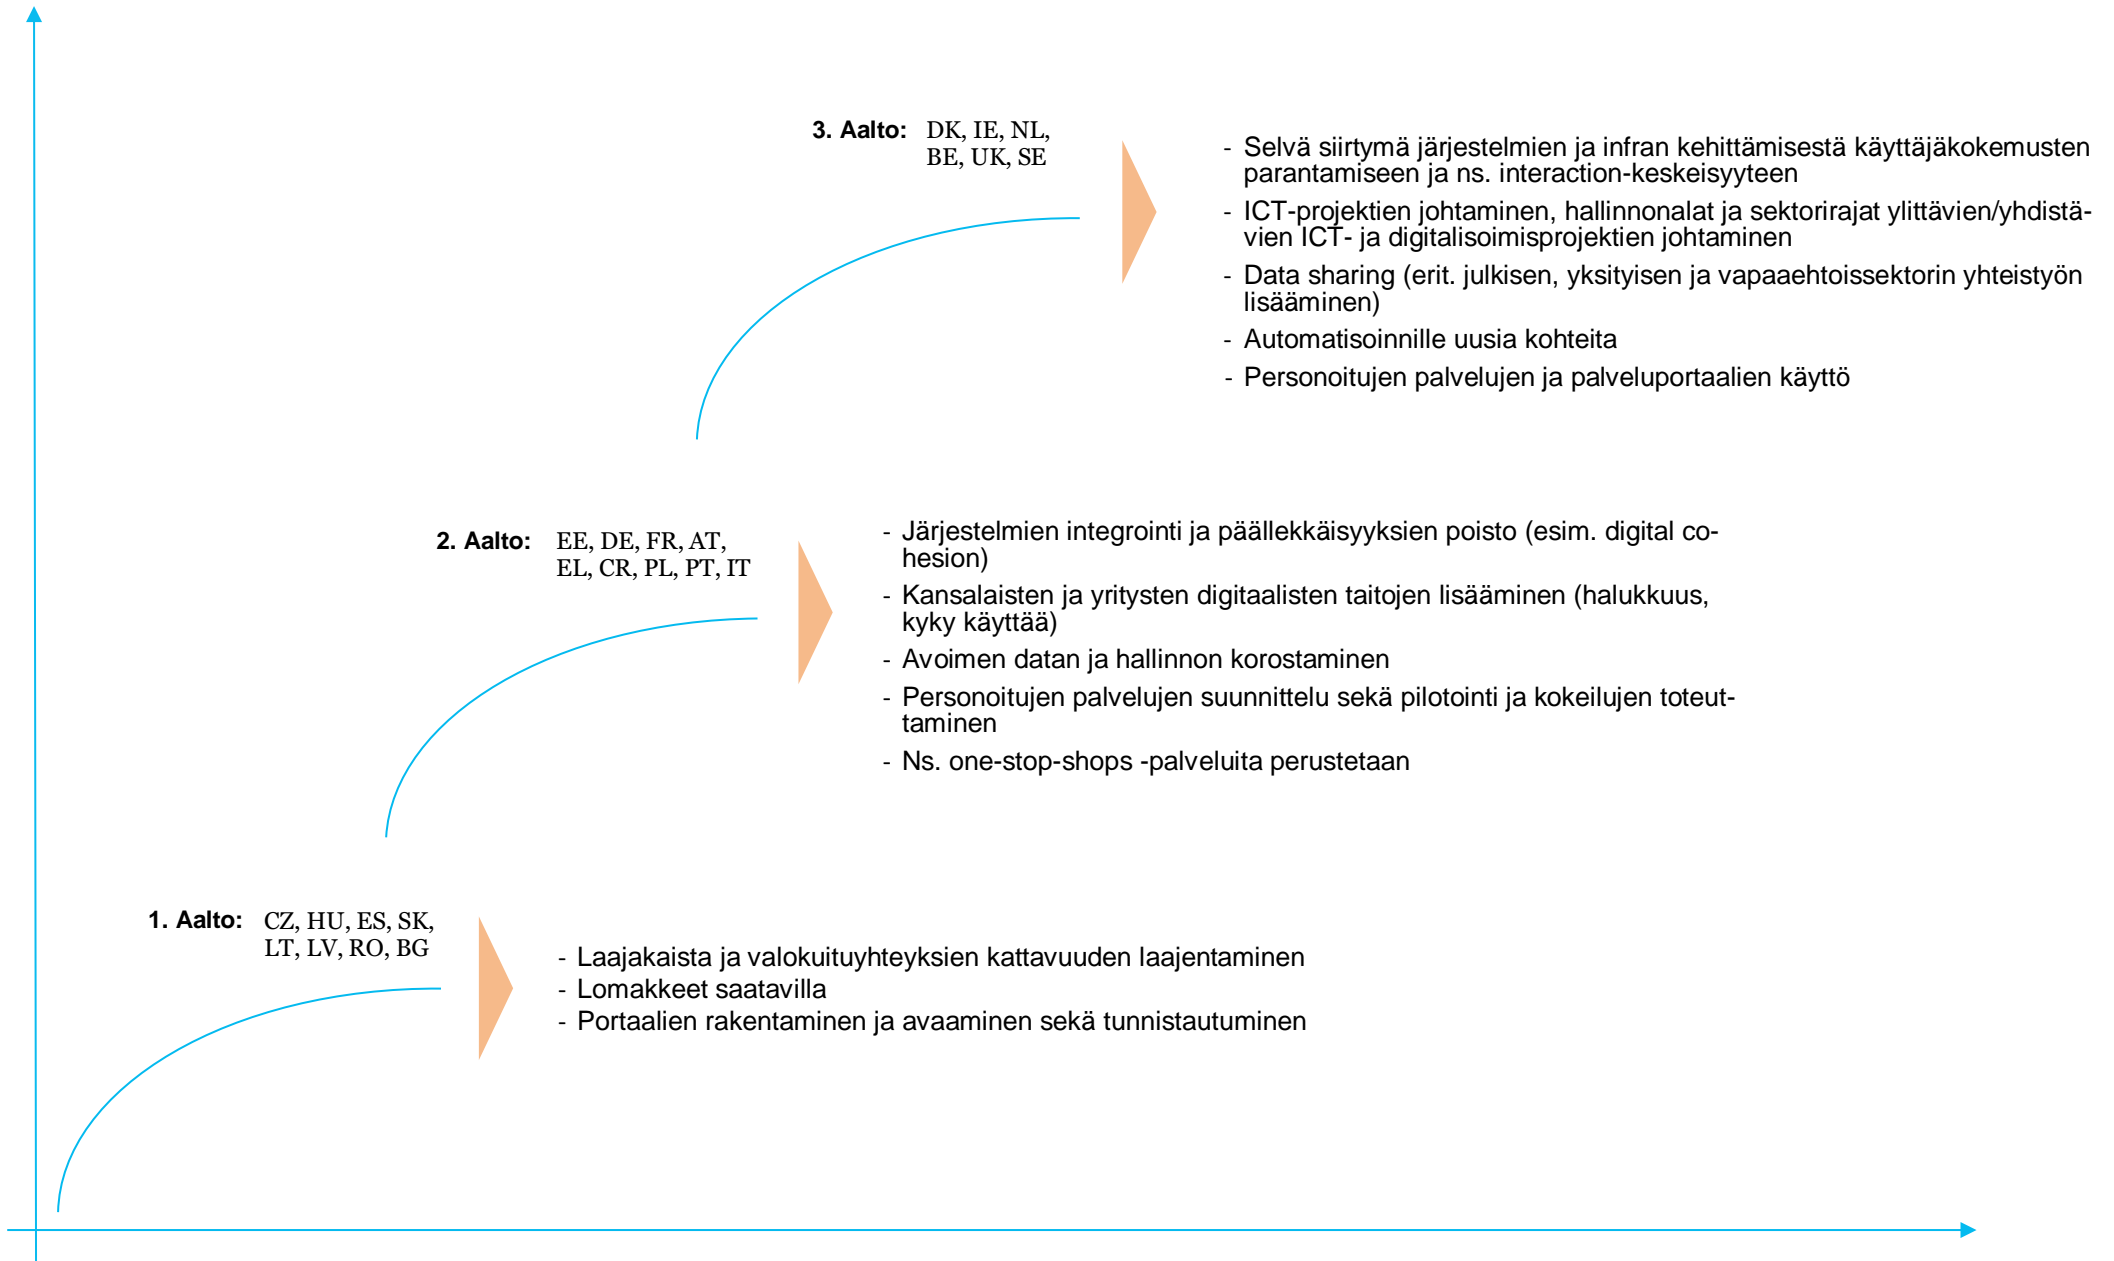 3. Aalto: DK, IE, NL,
BE, UK, SE
- Selvä siirtymä järjestelmien ja infran kehittämisestä käyttäjäkokemusten
parantamiseen ja ns. interaction-keskeisyyteen
- ICT-projektien johtaminen, hallinnonalat ja sektorirajat ylittävien/yhdistä-
vien ICT- ja digitalisoimisprojektien johtaminen
- Data sharing (erit. julkisen, yksityisen ja vapaaehtoissektorin yhteistyön
lisääminen)
- Automatisoinnille uusia kohteita
- Personoitujen palvelujen ja palveluportaalien käyttö
2. Aalto: EE, DE, FR, AT,
EL, CR, PL, PT, IT
- Järjestelmien integrointi ja päällekkäisyyksien poisto (esim. digital co-
hesion)
- Kansalaisten ja yritysten digitaalisten taitojen lisääminen (halukkuus,
kyky käyttää)
- Avoimen datan ja hallinnon korostaminen
- Personoitujen palvelujen suunnittelu sekä pilotointi ja kokeilujen toteut-
taminen
- Ns. one-stop-shops -palveluita perustetaan
1. Aalto: CZ, HU, ES, SK,
LT, LV, RO, BG
- Laajakaista ja valokuituyhteyksien kattavuuden laajentaminen
- Lomakkeet saatavilla
- Portaalien rakentaminen ja avaaminen sekä tunnistautuminen